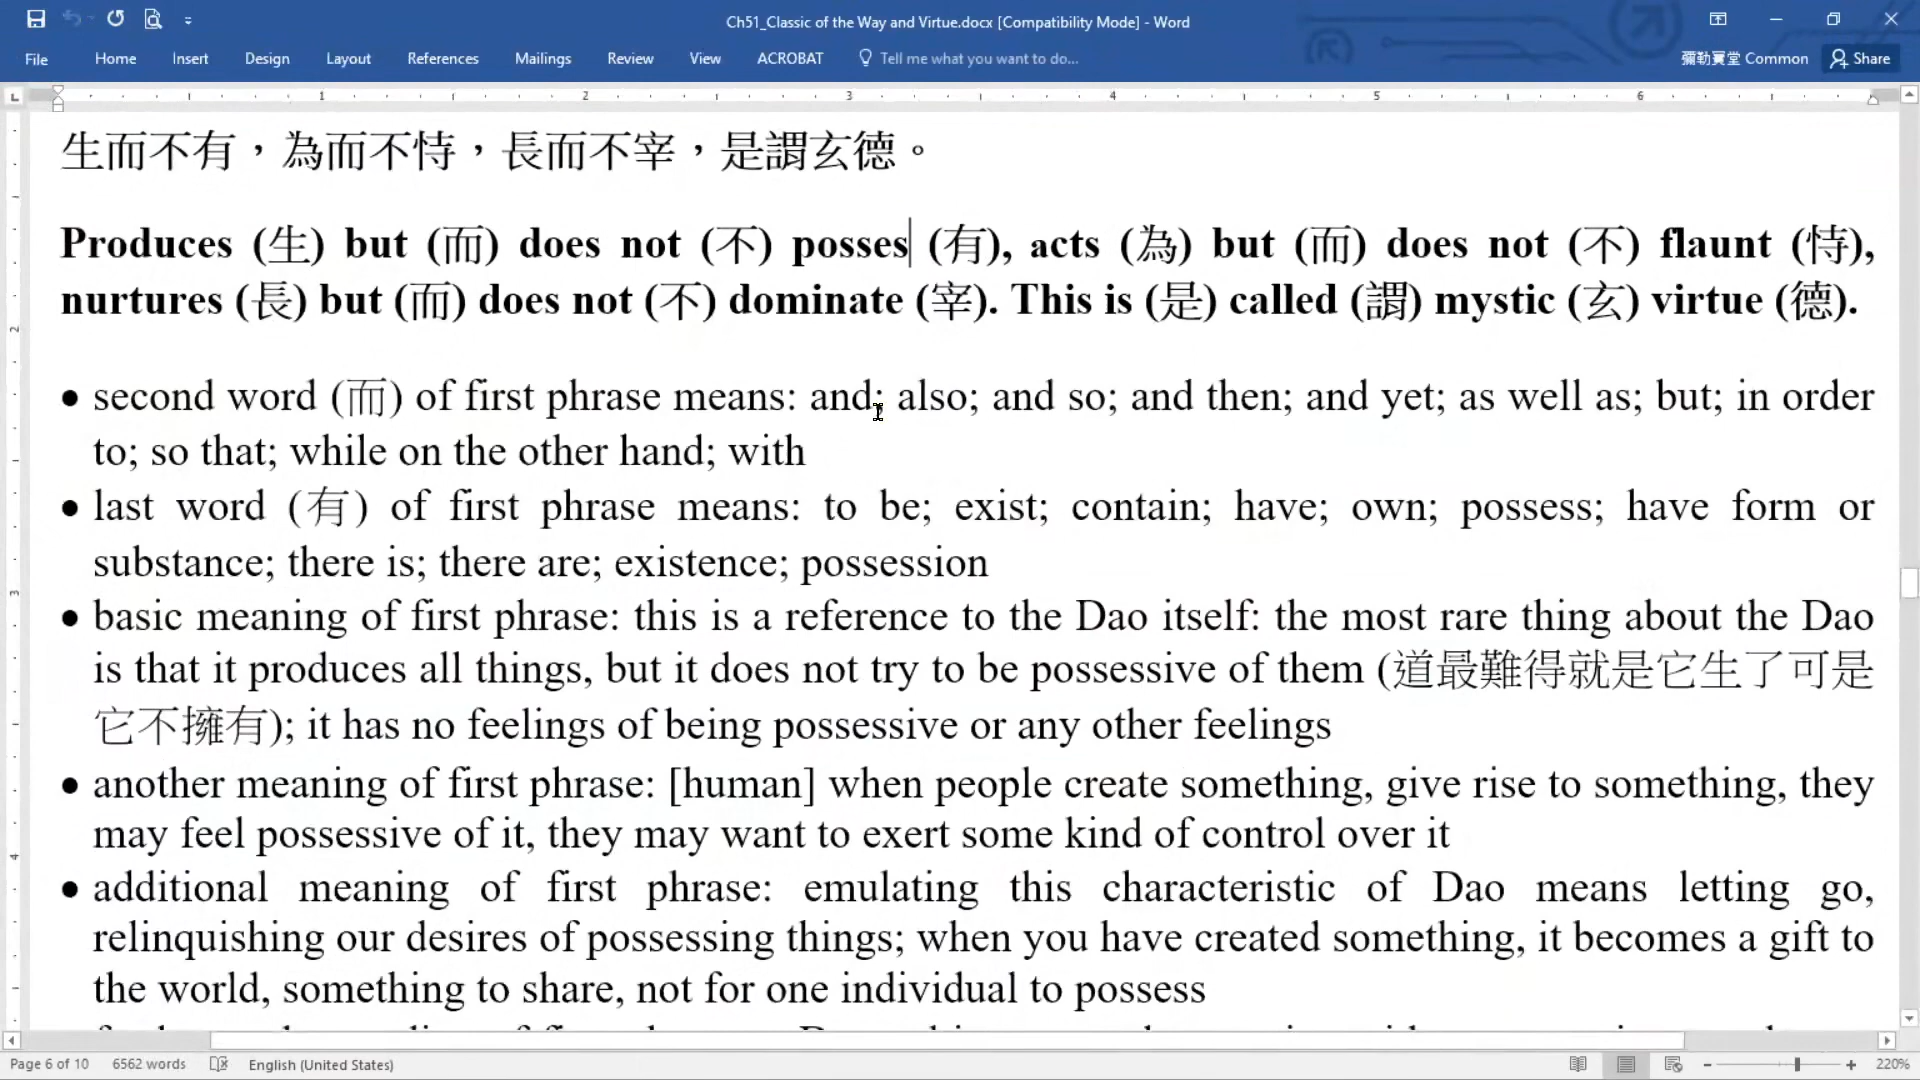 Ch51_Classic of the Way and Virtue.docx [Compatibility Mode] - Word
File Home Insert Design Layout References Mailings Review View ACROBAT Tell me what you want to do... 彌勒寶堂 Common Share
1 2 3 4 5 6
生而不有，為而不恃，長而不宰，是謂玄德。
Produces (生) but (而) does not (不) posses (有), acts (為) but (而) does not (不) flaunt (恃),
nurtures (長) but (而) does not (不) dominate (宰). This is (是) called (謂) mystic (玄) virtue (德).
2
• second word (而) of first phrase means: and; also; and so; and then; and yet; as well as; but; in order
to; so that; while on the other hand; with
• last word (有) of first phrase means: to be; exist; contain; have; own; possess; have form or
substance; there is; there are; existence; possession
3
• basic meaning of first phrase: this is a reference to the Dao itself: the most rare thing about the Dao
is that it produces all things, but it does not try to be possessive of them (道最難得就是它生了可是
它不擁有); it has no feelings of being possessive or any other feelings
• another meaning of first phrase: [human] when people create something, give rise to something, they
may feel possessive of it, they may want to exert some kind of control over it
4
• additional meaning of first phrase: emulating this characteristic of Dao means letting go,
relinquishing our desires of possessing things; when you have created something, it becomes a gift to
the world, something to share, not for one individual to possess
Page 6 of 10 6562 words English (United States) 220%